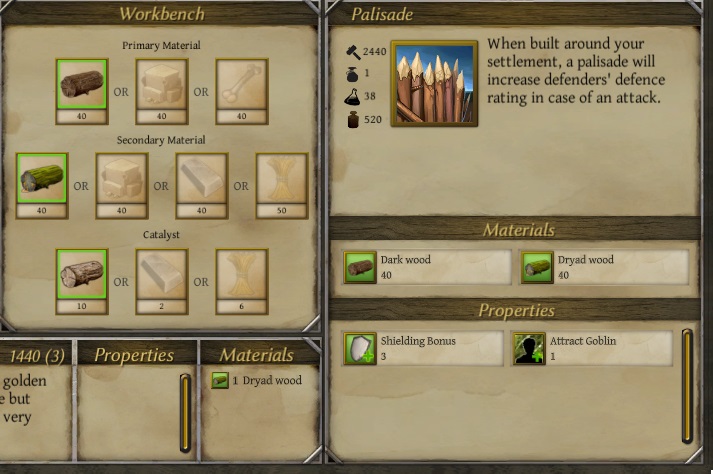 Workbench
Primary Material
OR
OR
40
40
40
Secondary Material
OR
OR
OR
40
40
40
50
Catalyst
OR
OR
10
2
6
1440 (3)
golden
e but
very
Properties
Materials
1 Dryad wood
Palisade
2440
1
38
520
When built around your
settlement, a palisade will
increase defenders' defence
rating in case of an attack.
Materials
Dark wood
40
Dryad wood
40
Properties
Shielding Bonus
3
Attract Goblin
1